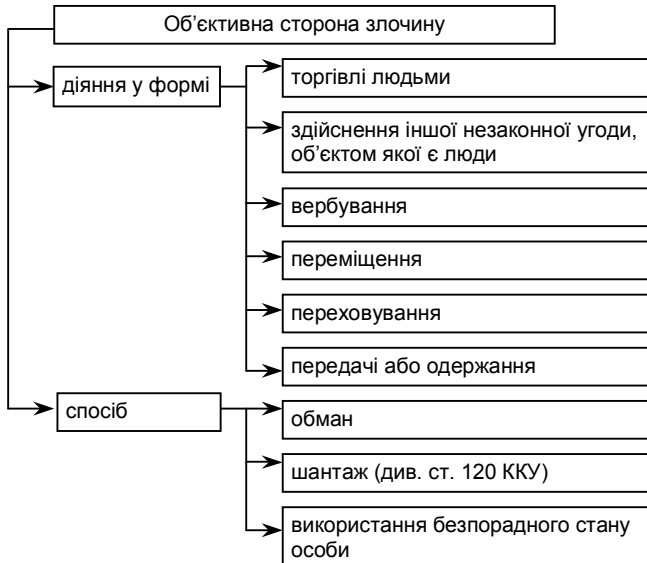 Об’єктивна сторона злочину
діяння у формі
торгівлі людьми
здійснення іншої незаконної угоди,
об’єктом якої є люди
вербування
переміщення
переховування
передачі або одержання
спосіб
обман
шантаж (див. ст. 120 ККУ)
використання безпорадного стану
особи